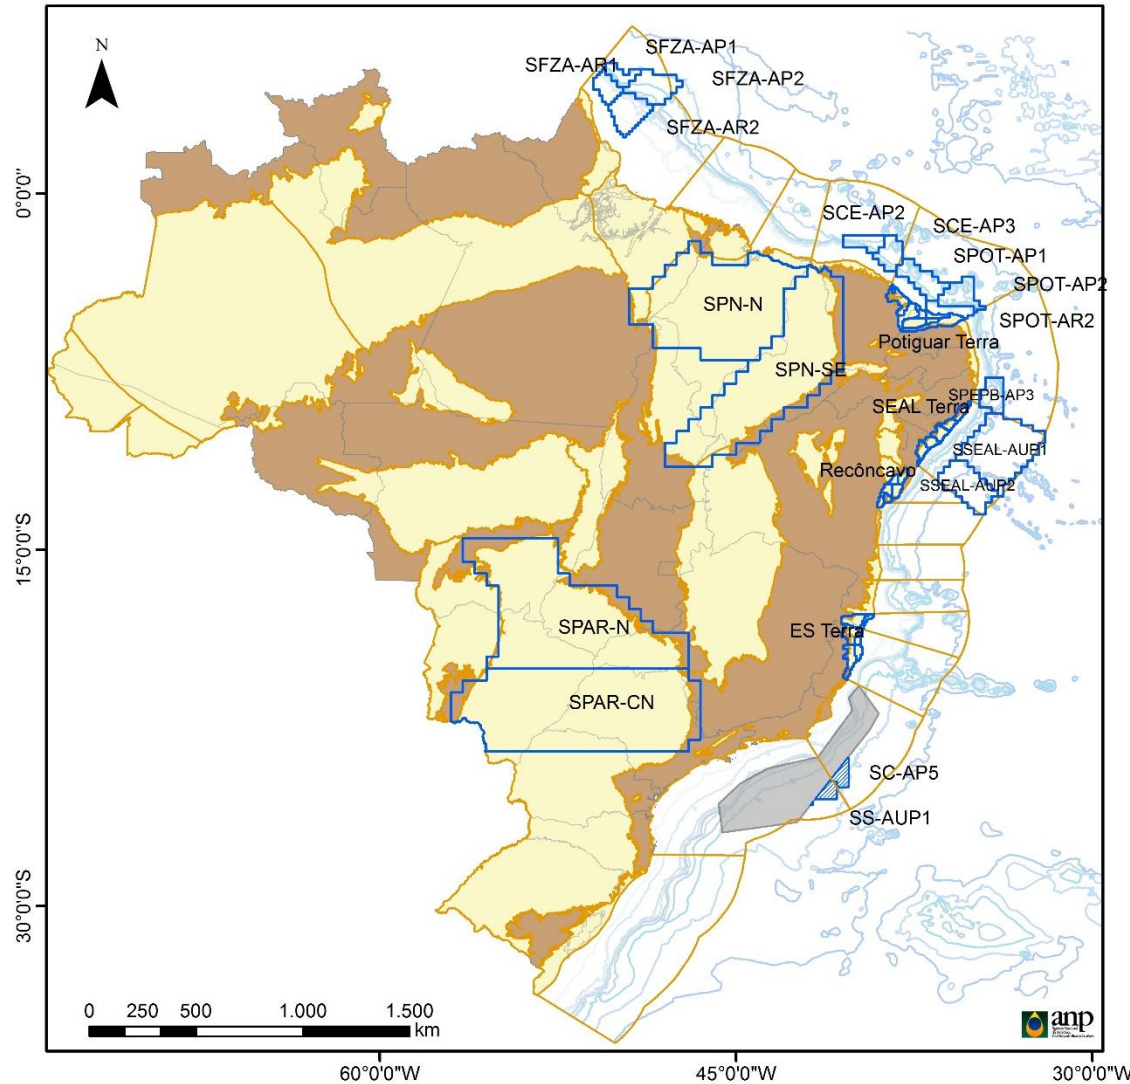 N
SFZA-AP1
SFZA-AR1
SFZA-AP2
SFZA-AR2
0°0'0"
SCE-AP2
SCE-AP3
SPOT-AP1
SPOT-AP2
SPN-N
SPOT-AR2
Potiguar Terra
SPN-SE
SPEPB-AP3
SEAL Terra
SSEAL-AUP1
Recôncavo
SSEAL-AUP2
15°0'0"S
SPAR-N
ES Terra
SPAR-CN
SC-AP5
SS-AUP1
30°0'0"S
0 250 500 1.000 1.500
km
anp
60°0'0"W 45°0'0"W 30°0'0"W